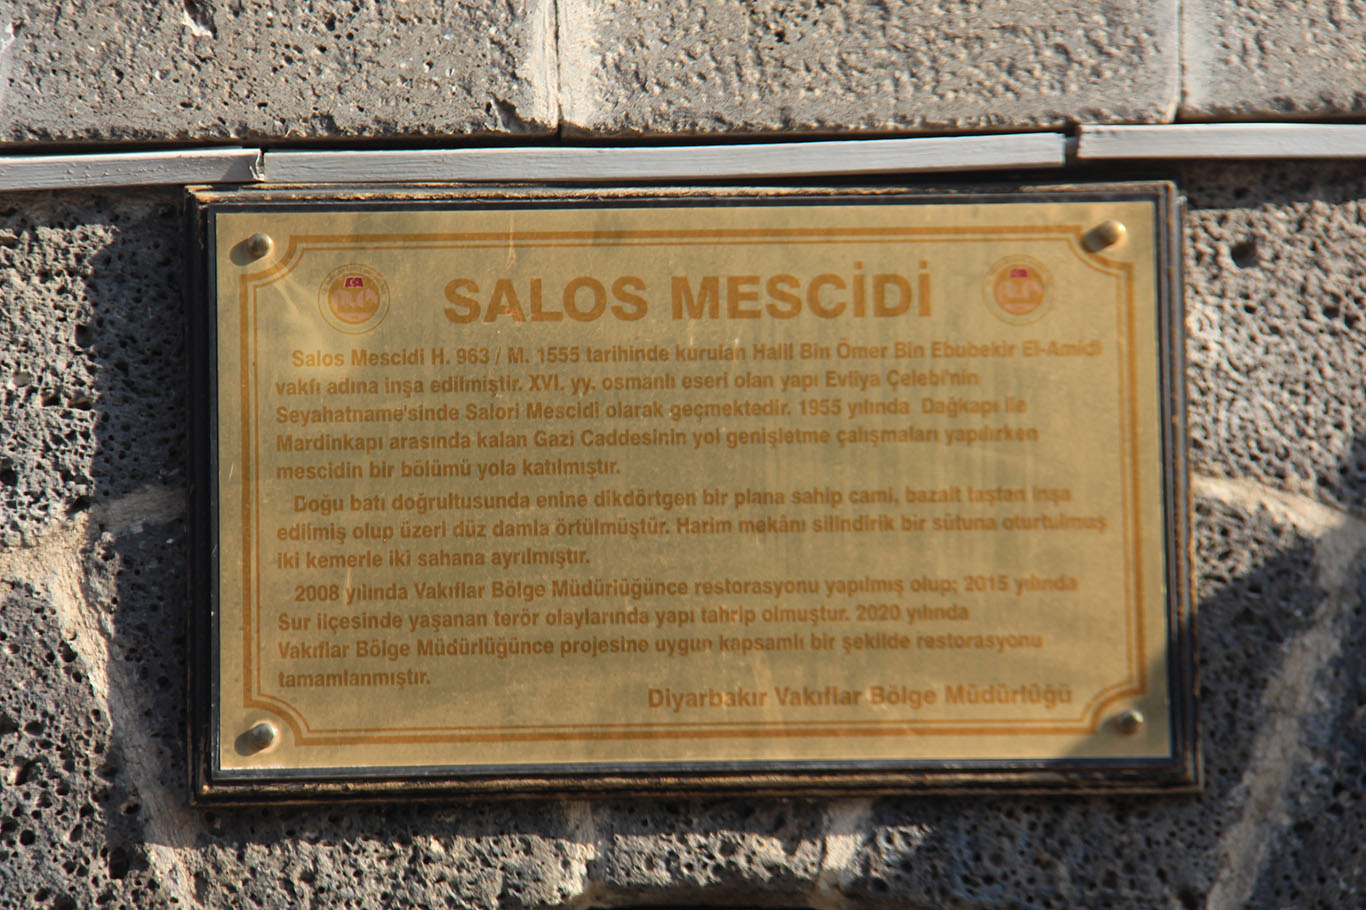 SALOS MESCİDİ
Salos Mescidi H. 963 / M. 1555 tarihinde kurulan Halil Bin Ömer Bin Ebubekir El-Amidi
vakfı adına inşa edilmiştir. XVI. yy. osmanlı eseri olan yapı Evliya Çelebi'nin
Seyahatname'sinde Salori Mescidi olarak geçmektedir. 1955 yılında Dağkapı ile
Mardinkapı arasında kalan Gazi Caddesinin yol genişletme çalışmaları yapılırken
mescidin bir bölümü yola katılmıştır.
Doğu batı doğrultusunda enine dikdörtgen bir plana sahip cami, bazalt taştan inşa
edilmiş olup üzeri düz damla örtülmüştür. Harim mekânı silindirik bir sütuna oturtulmuş
iki kemerle iki sahana ayrılmıştır.
2008 yılında Vakıflar Bölge Müdürlüğünce restorasyonu yapılmış olup; 2015 yılında
Sur ilçesinde yaşanan terör olaylarında yapı tahrip olmuştur. 2020 yılında
Vakıflar Bölge Müdürlüğünce projesine uygun kapsamlı bir şekilde restorasyonu
tamamlanmıştır.
Diyarbakır Vakıflar Bölge Müdürlüğü